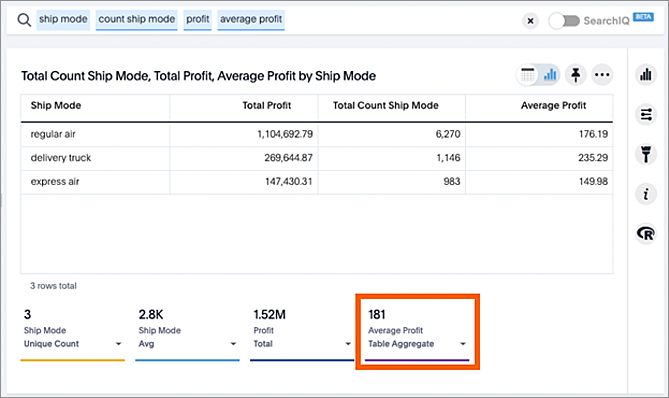 ship mode count ship mode profit average profit × SearchIQ BETA
Total Count Ship Mode, Total Profit, Average Profit by Ship Mode
Ship Mode Total Profit Total Count Ship Mode Average Profit
regular air 1,104,692.79 6,270 176.19
delivery truck 269,644.87 1,146 235.29
express air 147,430.31 983 149.98
3 rows total
3 2.8K 1.52M 181
Ship Mode Ship Mode Profit Average Profit
Unique Count Avg Total Table Aggregate
i
R